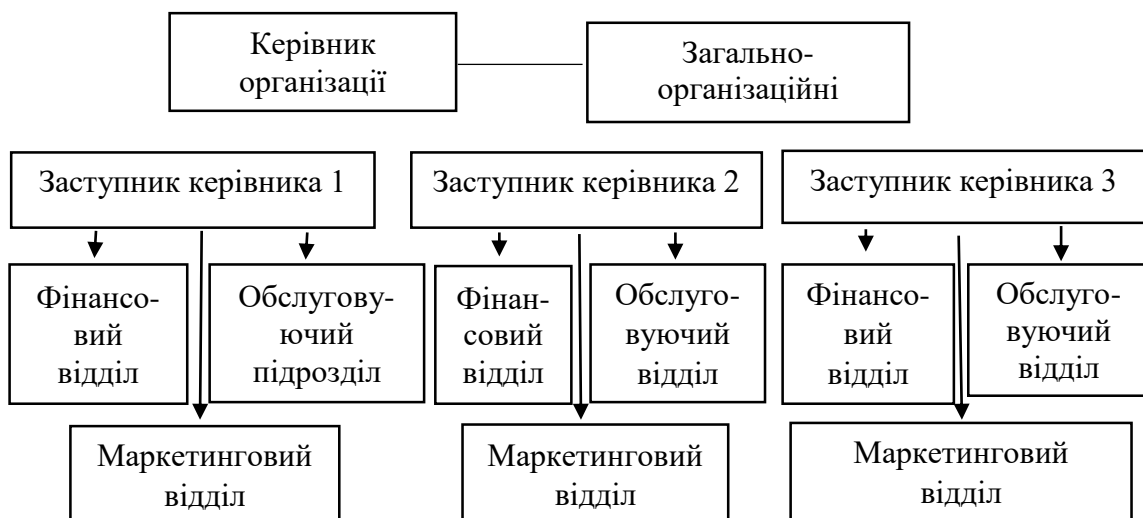 Керівник
організації
Загально-
організаційні
Заступник керівника 1
Заступник керівника 2
Заступник керівника 3
Фінансо-
вий
відділ
Обслугову-
ючий
підрозділ
Фінан-
совий
відділ
Обслуго-
вуючий
відділ
Фінансо-
вий
відділ
Обслуго-
вуючий
відділ
Маркетинговий
відділ
Маркетинговий
відділ
Маркетинговий
відділ